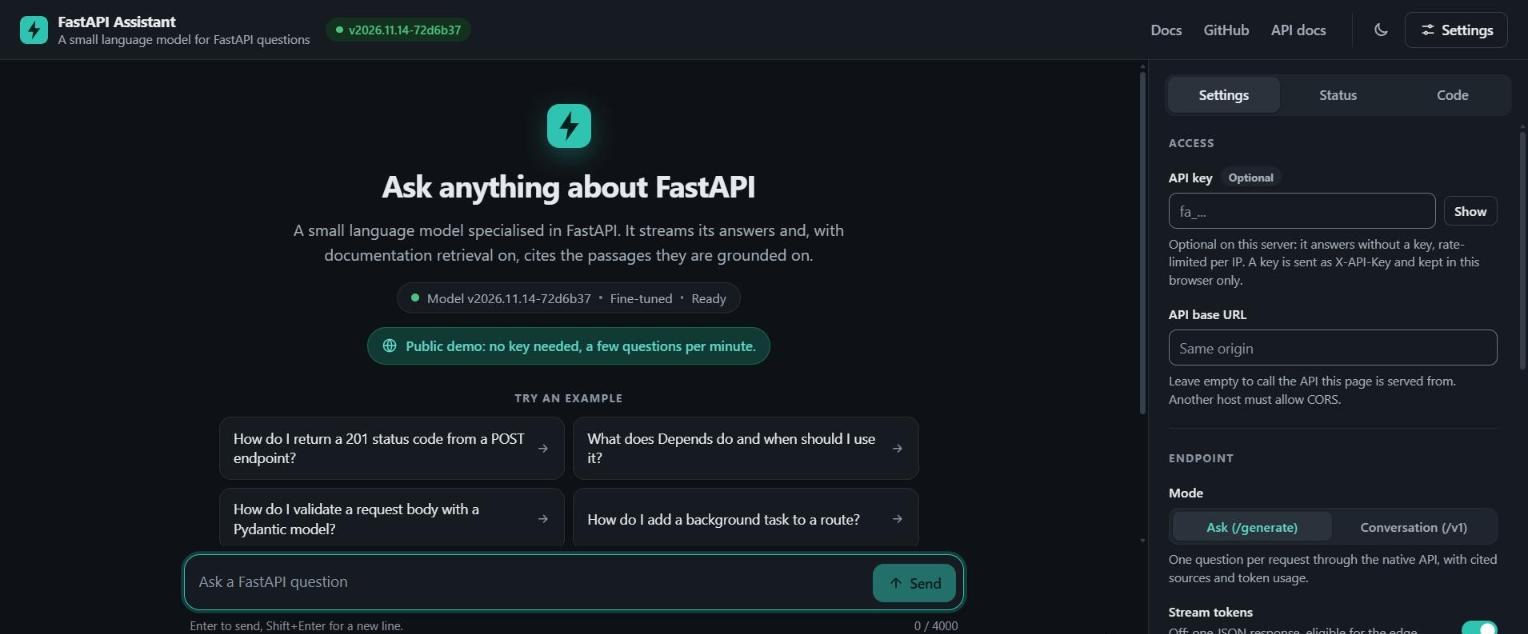 FastAPI Assistant
A small language model for FastAPI questions
v2026.11.14-72d6b37
Docs
GitHub
API docs
Settings
Ask anything about FastAPI
A small language model specialised in FastAPI. It streams its answers and, with
documentation retrieval on, cites the passages they are grounded on.
Model v2026.11.14-72d6b37 • Fine-tuned • Ready
Public demo: no key needed, a few questions per minute.
TRY AN EXAMPLE
How do I return a 201 status code from a POST
endpoint?
What does Depends do and when should I use
it?
How do I validate a request body with a
Pydantic model?
How do I add a background task to a route?
Ask a FastAPI question
Send
Enter to send, Shift+Enter for a new line.
0 / 4000
Settings
Status
Code
ACCESS
API key
Optional
fa_...
Show
Optional on this server: it answers without a key, rate-
limited per IP. A key is sent as X-API-Key and kept in this
browser only.
API base URL
Same origin
Leave empty to call the API this page is served from.
Another host must allow CORS.
ENDPOINT
Mode
Ask (/generate)
Conversation (/v1)
One question per request through the native API, with cited
sources and token usage.
Stream tokens
Off: one JSON response, eligible for the edge